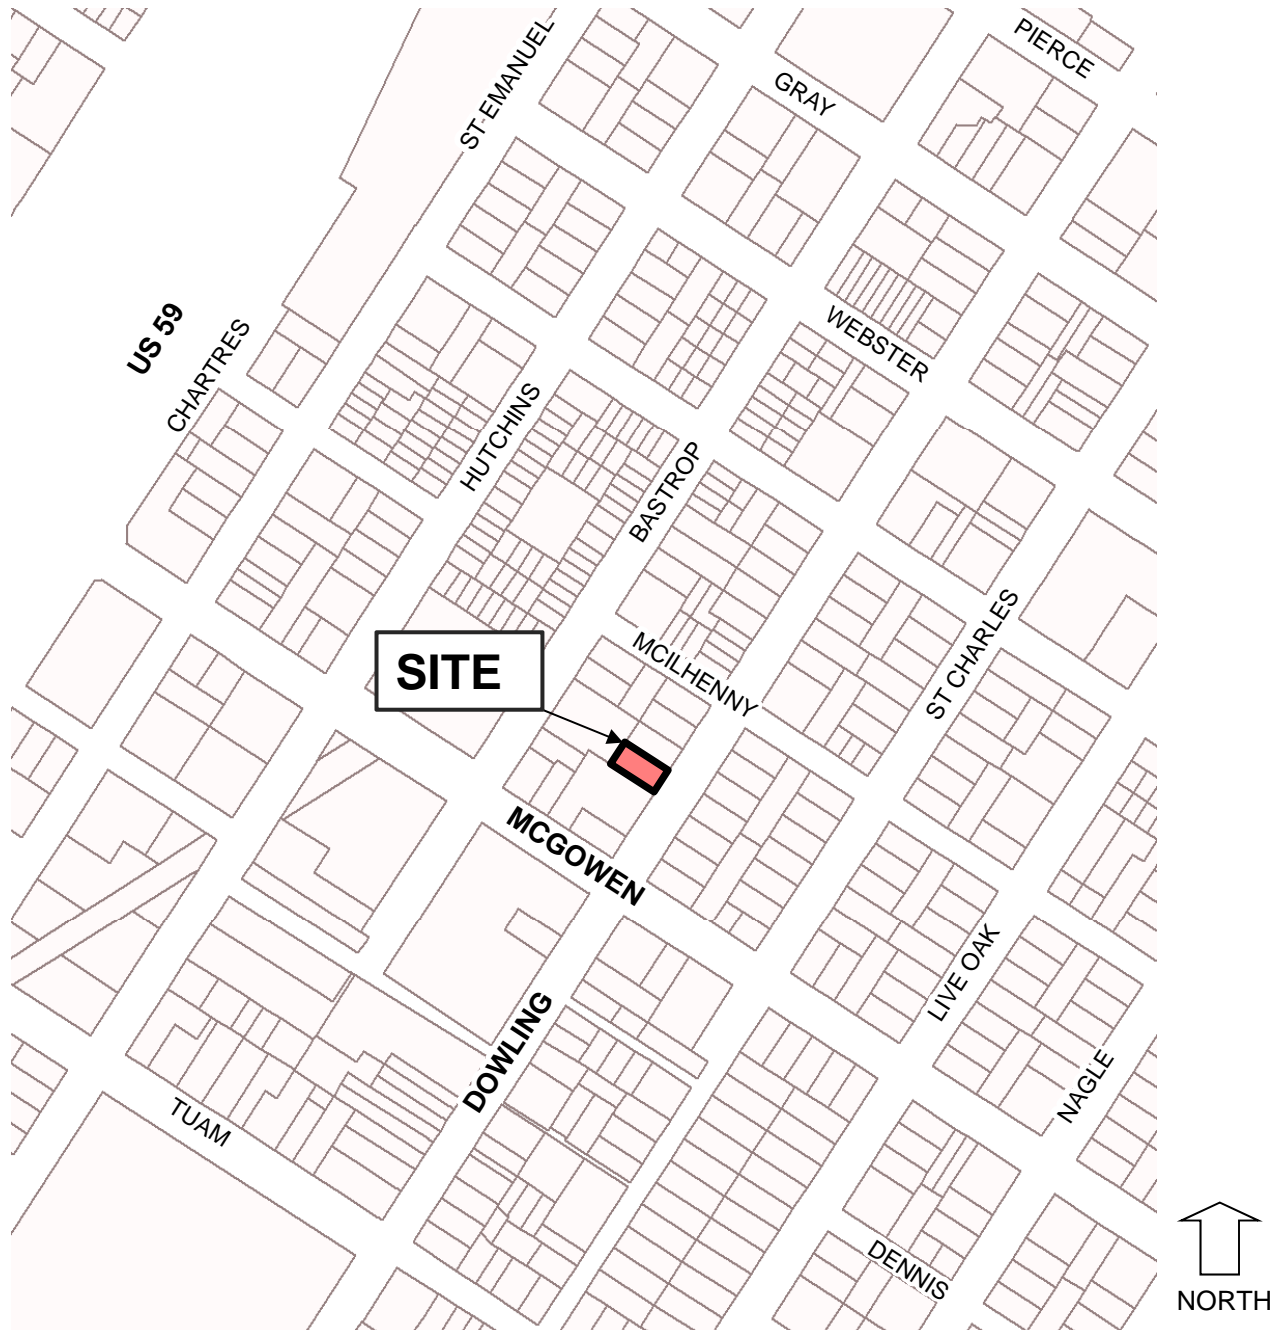 PIERCE
GRAY
ST-EMANUEL
WEBSTER
US 59
CHARTRES
HUTCHINS
BASTROP
ST CHARLES
MCILHENNY
SITE
MCGOWEN
LIVE OAK
DOWLING
NAGLE
TUAM
DENNIS
NORTH